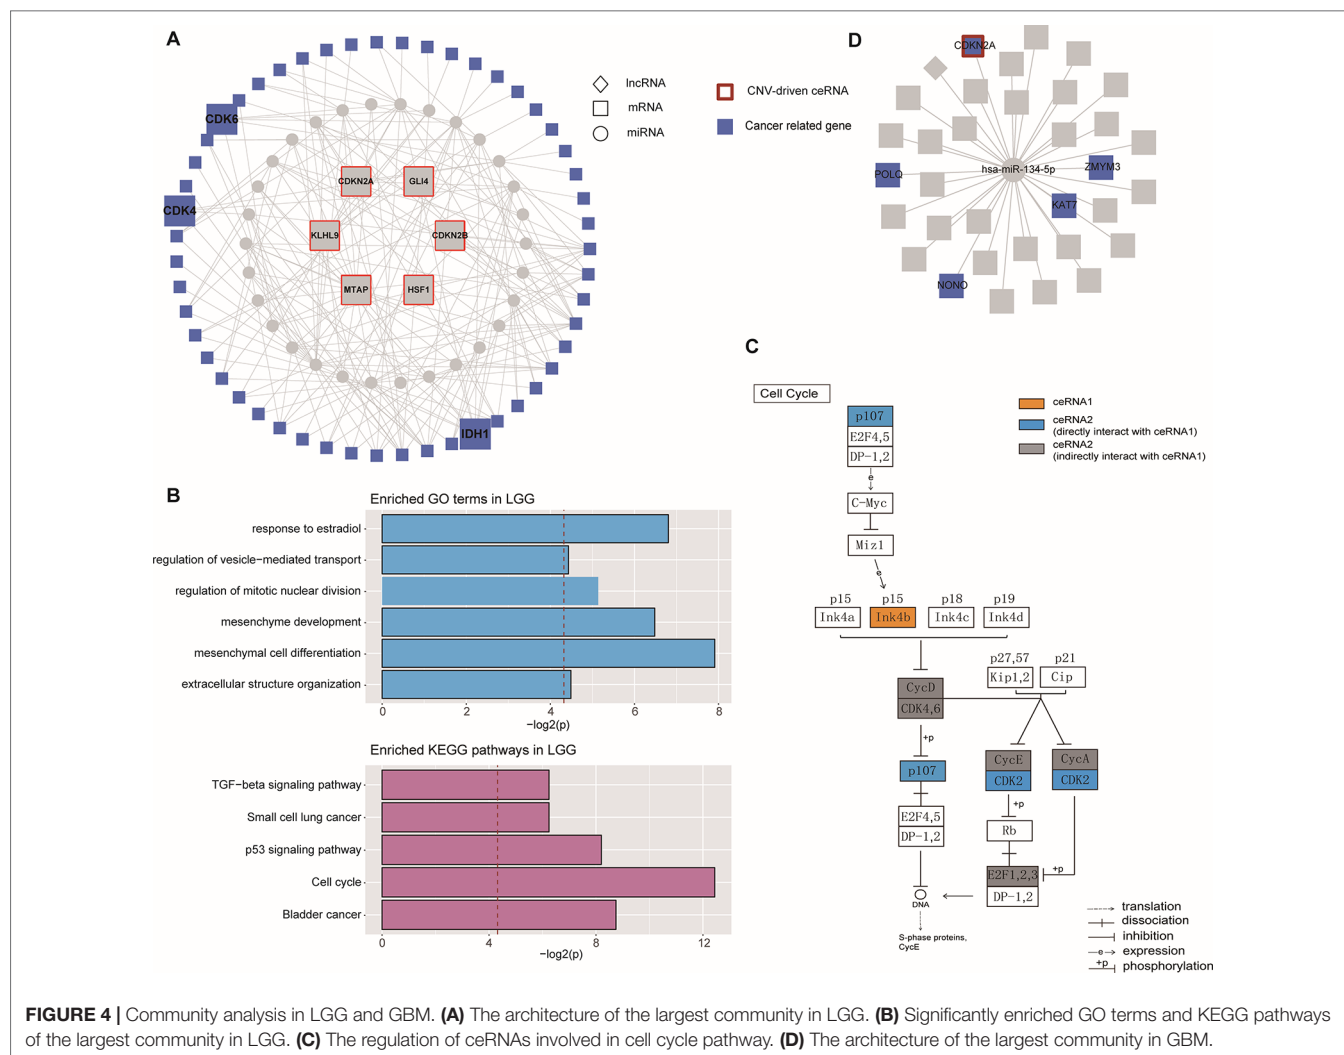 A
CDK6
CDK4
IDH1
CDKN2A
GLI4
KLHL9
CDKN2B
MTAP
HSF1
lncRNA
mRNA
miRNA
CNV-driven ceRNA
Cancer related gene
D
CDKN2A
hsa-miR-134-5p
POLQ
ZMYM3
KAT7
NONO
B
Enriched GO terms in LGG
response to estradiol
regulation of vesicle−mediated transport
regulation of mitotic nuclear division
mesenchyme development
mesenchymal cell differentiation
extracellular structure organization
0 2 4 6 8
−log2(p)
Enriched KEGG pathways in LGG
TGF−beta signaling pathway
Small cell lung cancer
p53 signaling pathway
Cell cycle
Bladder cancer
0 4 8 12
−log2(p)
C
Cell Cycle
ceRNA1
ceRNA2
(directly interact with ceRNA1)
ceRNA2
(indirectly interact with ceRNA1)
p107
E2F4,5
DP-1,2
e
C-Myc
Miz1
e
p15 p15 p18 p19
Ink4a Ink4b Ink4c Ink4d
p27,57 p21
Kip1,2 Cip
CycD
CDK4,6
+p
p107
CycE CycA
CDK2 CDK2
+p
E2F4,5
DP-1,2
Rb
+p
E2F1,2,3
DP-1,2
DNA
S-phase proteins,
CycE
translation
dissociation
inhibition
e expression
+p phosphorylation
FIGURE 4 | Community analysis in LGG and GBM. (A) The architecture of the largest community in LGG. (B) Significantly enriched GO terms and KEGG pathways
of the largest community in LGG. (C) The regulation of ceRNAs involved in cell cycle pathway. (D) The architecture of the largest community in GBM.